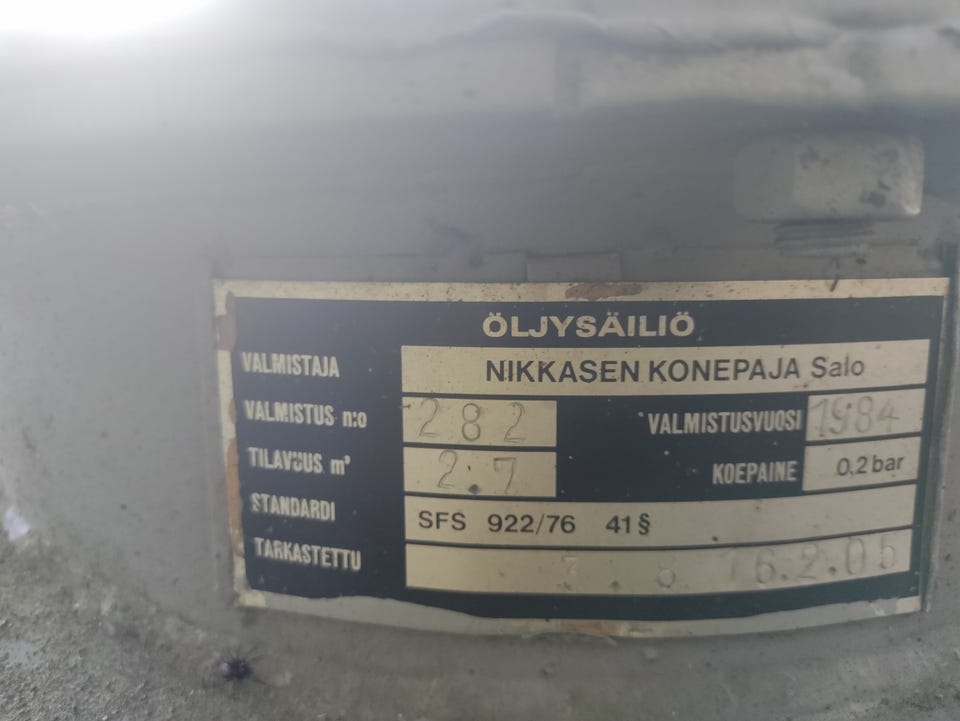 ÖLJYSÄILIÖ
VALMISTAJA NIKKASEN KONEPAJA Salo
VALMISTUS n:o 282 VALMISTUSVUOSI 1984
TILAVUUS m³ 2.7 KOEPAINE 0.2 bar
STANDARDI SFS 922/76 41 §
TARKASTETTU 6.2.05